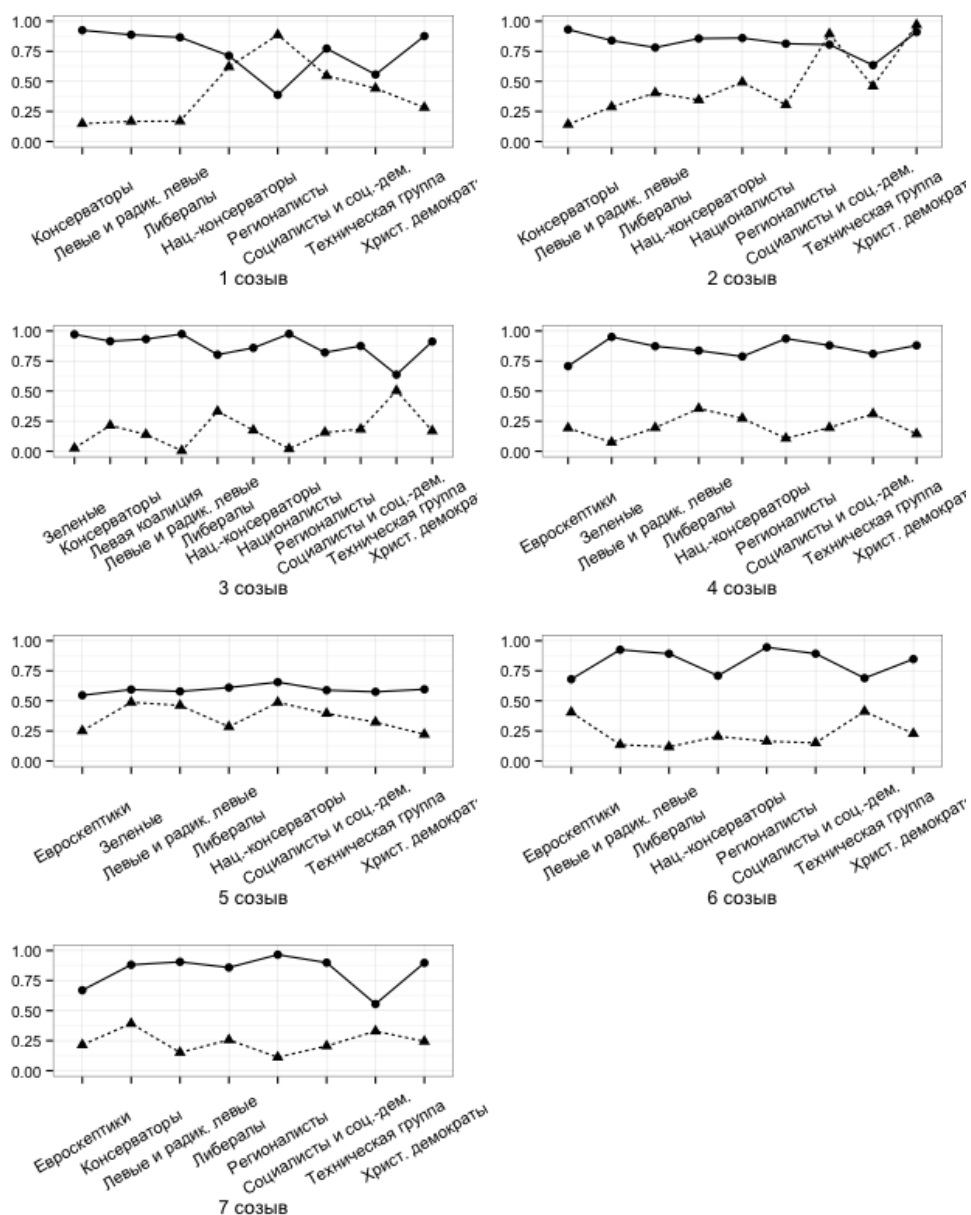 1.00
0.75
0.50
0.25
0.00
Консерваторы
Левые и радик. левые
Либералы
Нац.-консерваторы
Регионалисты
Социалисты и соц.-дем.
Техническая группа
Христ. демократы
1 созыв
1.00
0.75
0.50
0.25
0.00
Консерваторы
Левые и радик. левые
Либералы
Нац.-консерваторы
Националисты
Регионалисты
Социалисты и соц.-дем.
Техническая группа
Христ. демократы
2 созыв
1.00
0.75
0.50
0.25
0.00
Зеленые
Консерваторы
Левая коалиция
Левые и радик. левые
Либералы
Нац.-консерваторы
Националисты
Регионалисты
Социалисты и соц.-дем.
Техническая группа
Христ. демократы
3 созыв
1.00
0.75
0.50
0.25
0.00
Евроскептики
Зеленые
Левые и радик. левые
Либералы
Нац.-консерваторы
Регионалисты
Социалисты и соц.-дем.
Техническая группа
Христ. демократы
4 созыв
1.00
0.75
0.50
0.25
0.00
Евроскептики
Зеленые
Левые и радик. левые
Либералы
Нац.-консерваторы
Социалисты и соц.-дем.
Техническая группа
Христ. демократы
5 созыв
1.00
0.75
0.50
0.25
0.00
Евроскептики
Левые и радик. левые
Либералы
Нац.-консерваторы
Регионалисты
Социалисты и соц.-дем.
Техническая группа
Христ. демократы
6 созыв
1.00
0.75
0.50
0.25
0.00
Евроскептики
Консерваторы
Левые и радик. левые
Либералы
Регионалисты
Социалисты и соц.-дем.
Техническая группа
Христ. демократы
7 созыв